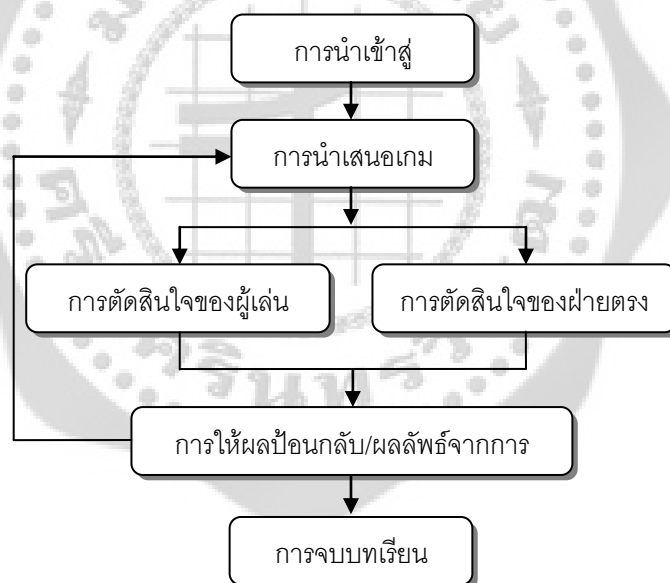 การนำเข้าสู่
การนำเสนอเกม
การตัดสินใจของผู้เล่น
การตัดสินใจของฝ่ายตรง
การให้ผลป้อนกลับ/ผลลัพธ์จากการ
การจบบทเรียน